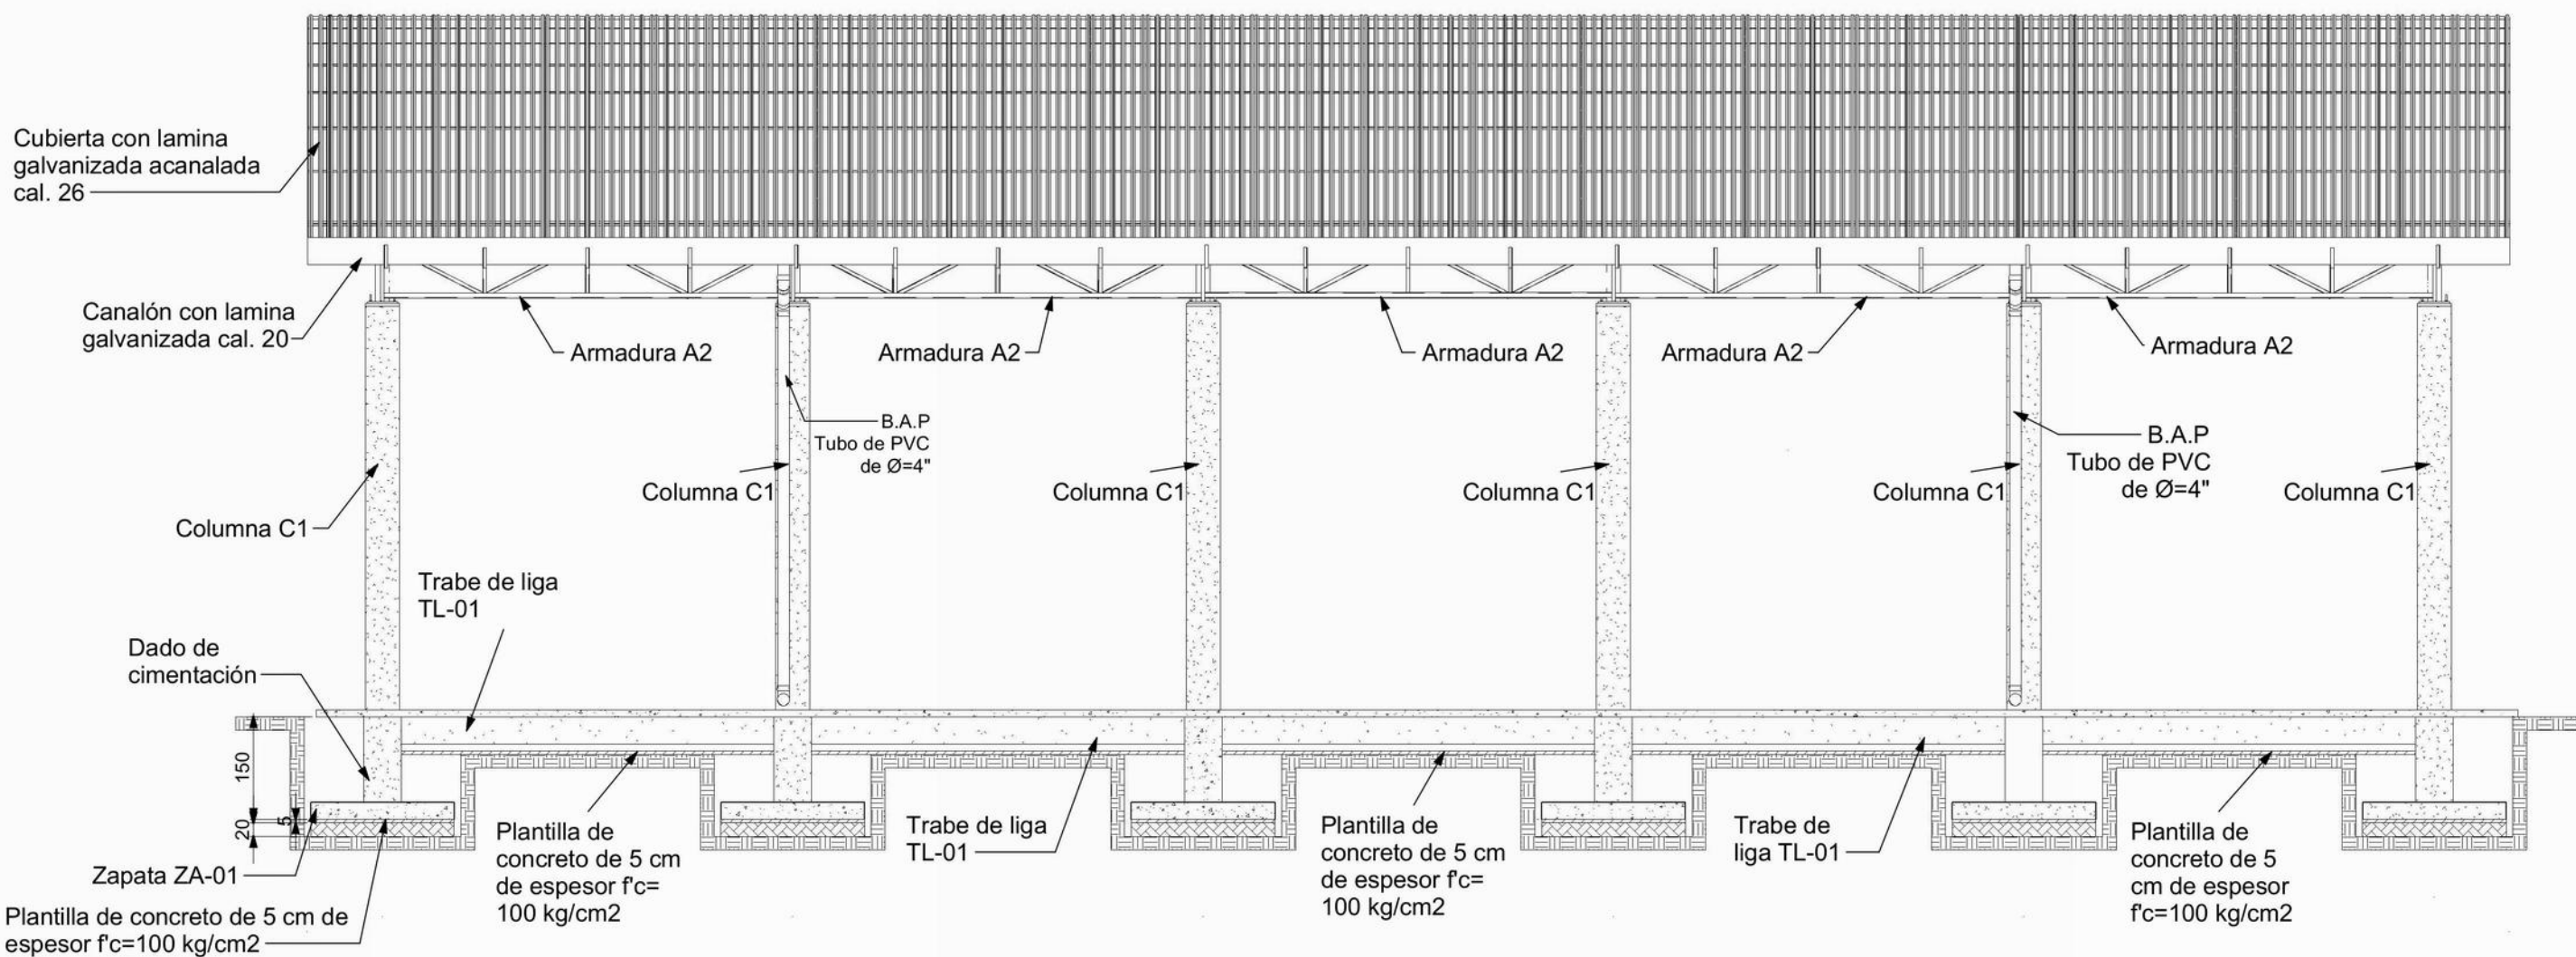 Cubierta con lamina
galvanizada acanalada
cal. 26
Canalón con lamina
galvanizada cal. 20
Armadura A2
Armadura A2
Armadura A2
Armadura A2
Armadura A2
B.A.P
Tubo de PVC
de Ø=4"
B.A.P
Tubo de PVC
de Ø=4"
Columna C1
Columna C1
Columna C1
Columna C1
Columna C1
Columna C1
Trabe de liga
TL-01
Dado de
cimentación
150
20
5
Zapata ZA-01
Plantilla de concreto de 5 cm de
espesor f'c=100 kg/cm2
Plantilla de
concreto de 5 cm
de espesor f'c=
100 kg/cm2
Trabe de liga
TL-01
Plantilla de
concreto de 5 cm
de espesor f'c=
100 kg/cm2
Trabe de
liga TL-01
Plantilla de
concreto de 5
cm de espesor
f'c=100 kg/cm2